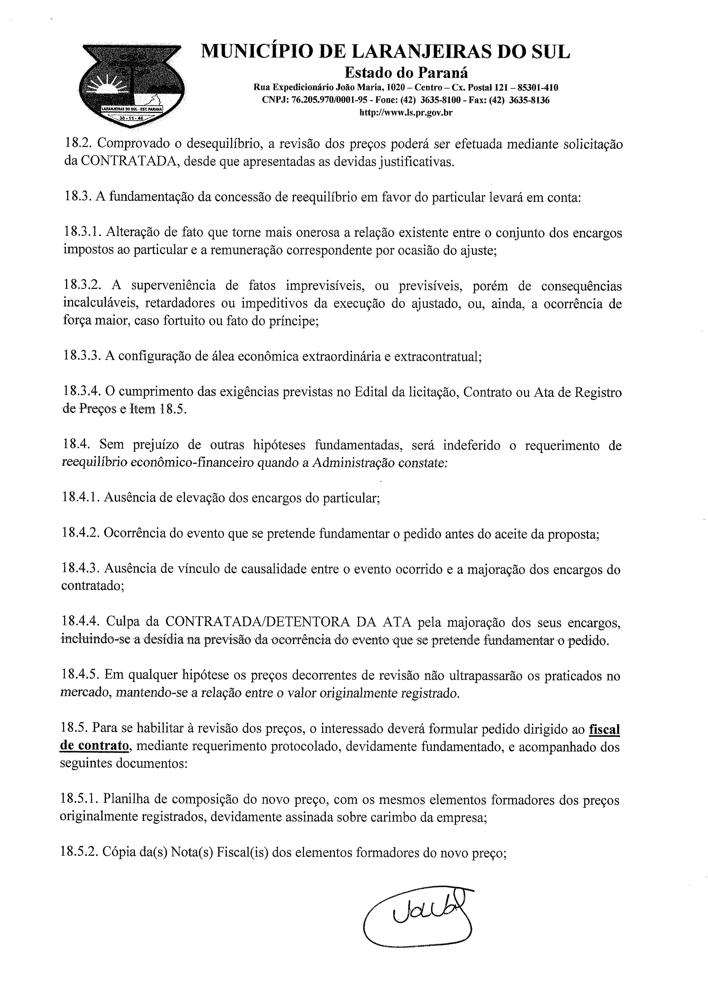 MUNICÍPIO DE LARANJEIRAS DO SUL
Estado do Paraná
Rua Expedicionário João Maria, 1020 – Centro – Cx. Postal 121 – 85301-410
CNPJ: 76.205.970/0001-95 - Fone: (42) 3635-8100 - Fax: (42) 3635-8136
http://www.ls.pr.gov.br
LARANJEIRAS DO SUL - EST. PARANÁ
30 - 11 - 46
18.2. Comprovado o desequilíbrio, a revisão dos preços poderá ser efetuada mediante solicitação
da CONTRATADA, desde que apresentadas as devidas justificativas.
18.3. A fundamentação da concessão de reequilíbrio em favor do particular levará em conta:
18.3.1. Alteração de fato que torne mais onerosa a relação existente entre o conjunto dos encargos
impostos ao particular e a remuneração correspondente por ocasião do ajuste;
18.3.2. A superveniência de fatos imprevisíveis, ou previsíveis, porém de consequências
incalculáveis, retardadores ou impeditivos da execução do ajustado, ou, ainda, a ocorrência de
força maior, caso fortuito ou fato do príncipe;
18.3.3. A configuração de álea econômica extraordinária e extracontratual;
18.3.4. O cumprimento das exigências previstas no Edital da licitação, Contrato ou Ata de Registro
de Preços e Item 18.5.
18.4. Sem prejuízo de outras hipóteses fundamentadas, será indeferido o requerimento de
reequilíbrio econômico-financeiro quando a Administração constate:
18.4.1. Ausência de elevação dos encargos do particular;
18.4.2. Ocorrência do evento que se pretende fundamentar o pedido antes do aceite da proposta;
18.4.3. Ausência de vínculo de causalidade entre o evento ocorrido e a majoração dos encargos do
contratado;
18.4.4. Culpa da CONTRATADA/DETENTORA DA ATA pela majoração dos seus encargos,
incluindo-se a desídia na previsão da ocorrência do evento que se pretende fundamentar o pedido.
18.4.5. Em qualquer hipótese os preços decorrentes de revisão não ultrapassarão os praticados no
mercado, mantendo-se a relação entre o valor originalmente registrado.
18.5. Para se habilitar à revisão dos preços, o interessado deverá formular pedido dirigido ao fiscal
de contrato, mediante requerimento protocolado, devidamente fundamentado, e acompanhado dos
seguintes documentos:
18.5.1. Planilha de composição do novo preço, com os mesmos elementos formadores dos preços
originalmente registrados, devidamente assinada sobre carimbo da empresa;
18.5.2. Cópia da(s) Nota(s) Fiscal(is) dos elementos formadores do novo preço;